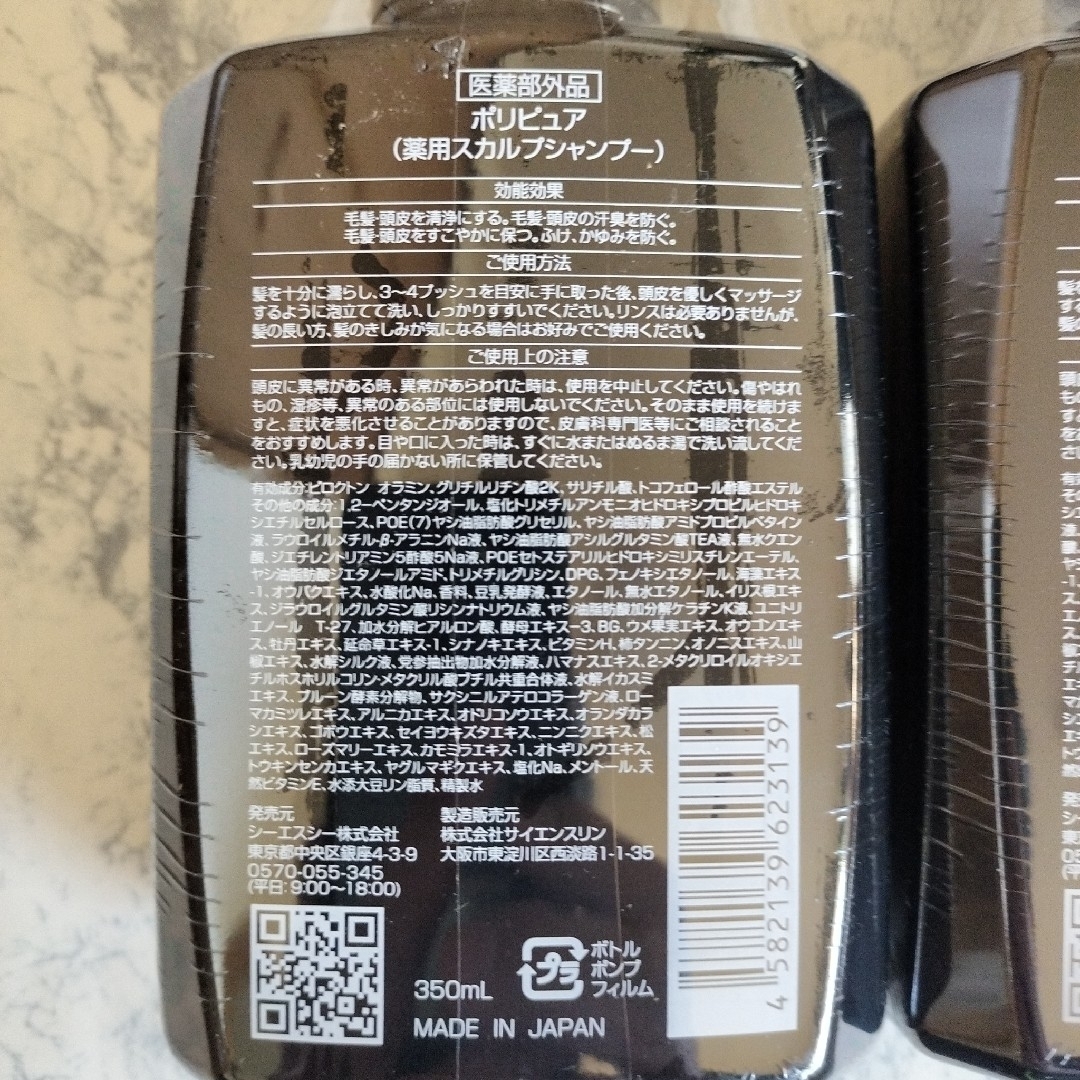 医薬部外品
ポリピュア
(薬用スカルプシャンプー)
効能効果
毛髪・頭皮を清浄にする。毛髪・頭皮の汗臭を防ぐ。
毛髪・頭皮をすこやかに保つ。ふけ、かゆみを防ぐ。
ご使用方法
髪を十分に濡らし、3〜4プッシュを目安に手に取った後、頭皮を優しくマッサージ
するように泡立てて洗い、しっかりすすいでください。リンスは必要ありませんが、
髪の長い方、髪のきしみが気になる場合はお好みでご使用ください。
ご使用上の注意
頭皮に異常がある時、異常があらわれた時は、使用を中止してください。傷やはれ
もの、湿疹等、異常のある部位には使用しないでください。そのまま使用を続けま
すと、症状を悪化させることがありますので、皮膚科専門医等にご相談されること
をおすすめします。目や口に入った時は、すぐに水またはぬるま湯で洗い流してくだ
さい。乳幼児の手の届かない所に保管してください。
有効成分:ピロクトン オラミン、グリチルリチン酸2K、サリチル酸、トコフェロール酢酸エステル
その他の成分:1,2-ペンタンジオール、塩化トリメチルアンモニオヒドロキシプロピルヒドロキ
シエチルセルロース、POE(7)ヤシ油脂肪酸グリセリル、ヤシ油脂肪酸アミドプロピルベタイン
液、ラウロイルメチル-β-アラニンNa液、ヤシ油脂肪酸アシルグルタミン酸TEA液、無水クエン
酸、ジエチレントリアミン5酢酸5Na液、POEセトステアリルヒドロキシミリスチレンエーテル、
ヤシ油脂肪酸ジエタノールアミド、トリメチルグリシン、DPG、フェノキシエタノール、海藻エキス
-1、オウバクエキス、水酸化Na、香料、豆乳発酵液、エタノール、無水エタノール、イリス根エキ
ス、ジラウロイルグルタミン酸リシンナトリウム液、ヤシ油脂肪酸加水分解ケラチンK液、ユニトリ
エノール T-27、加水分解ヒアルロン酸、酵母エキス-3、BG、ウメ果実エキス、オウゴンエキ
ス、牡丹エキス、延命草エキス-1、シナノキエキス、ビタミンH、柿タンニン、オノニスエキス、山
椒エキス、水解シルク液、党参抽出物加水分解液、ハマナスエキス、2-メタクリロイルオキシエ
チルホスホリルコリン・メタクリル酸ブチル共重合体液、水解イカスミ
エキス、プルーン酵素分解物、サクシニルアテロコラーゲン液、ロー
マカミツレエキス、アルニカエキス、オドリコソウエキス、オランダカラ
シエキス、ゴボウエキス、セイヨウキズタエキス、ニンニクエキス、松
エキス、ローズマリーエキス、カモミラエキス-1、オトギリソウエキス、
トウキンセンカエキス、ヤグルマギクエキス、塩化Na、メントール、天
然ビタミンE、水添大豆リン脂質、精製水
発売元
シーエスシー株式会社
東京都中央区銀座4-3-9
0570-055-345
(平日:9:00〜18:00)
製造販売元
株式会社サイエンスリン
大阪市東淀川区西淡路1-1-35
プラ
ボトル
ポンプ
フィルム
350mL
MADE IN JAPAN
4 582139 623139